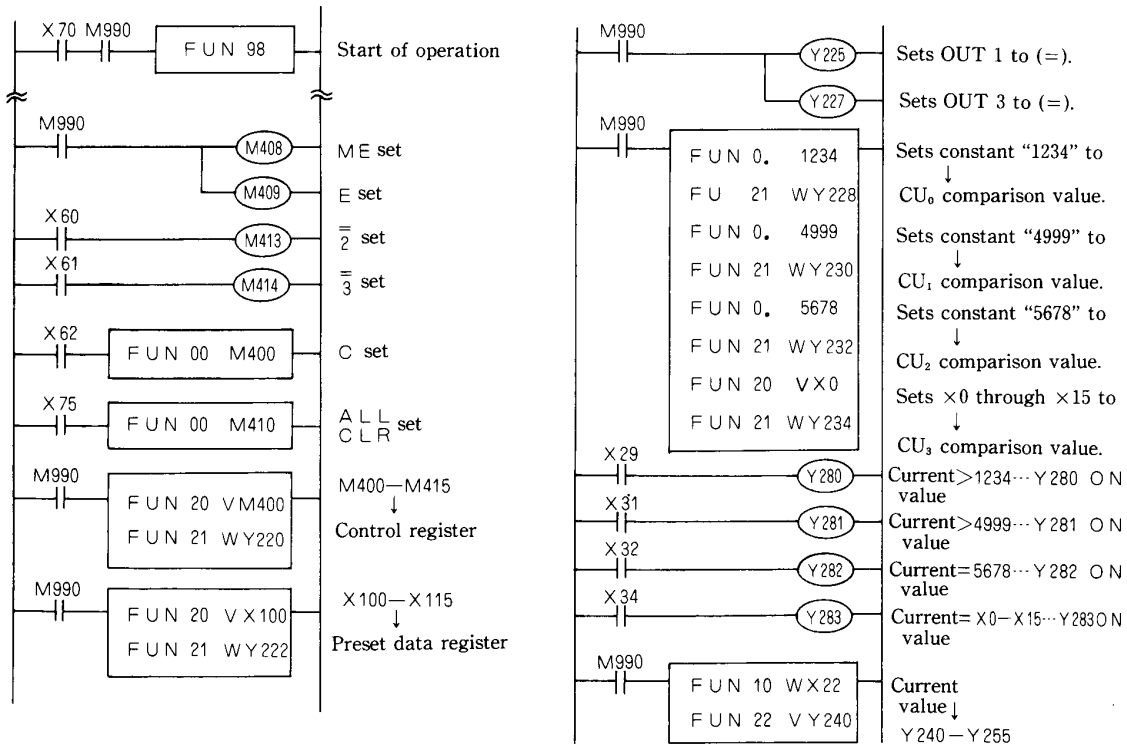 X70 M990
FUN 98
Start of operation
M990
M408
ME set
M409
E set
X60
M413
=̄2 set
X61
M414
=̄3 set
X62
FUN 00 M400
C set
X75
FUN 00 M410
ALL
CLR set
M990
FUN 20 VM400
FUN 21 WY220
M400—M415
↓
Control register
M990
FUN 20 VX100
FUN 21 WY222
X100—X115
↓
Preset data register
M990
Y225
Sets OUT 1 to (=).
Y227
Sets OUT 3 to (=).
M990
FUN 0. 1234
FU 21 WY228
FUN 0. 4999
FUN 21 WY230
FUN 0. 5678
FUN 21 WY232
FUN 20 VX0
FUN 21 WY234
Sets constant “1234” to
↓
CU₀ comparison value.
Sets constant “4999” to
↓
CU₁ comparison value.
Sets constant “5678” to
↓
CU₂ comparison value.
Sets ×0 through ×15 to
↓
CU₃ comparison value.
X29
Y280
Current>1234···Y280 ON
value
X31
Y281
Current>4999···Y281 ON
value
X32
Y282
Current=5678···Y282 ON
value
X34
Y283
Current=X0—X15···Y283ON
value
M990
FUN 10 WX22
FUN 22 VY240
Current
value↓
Y240—Y255